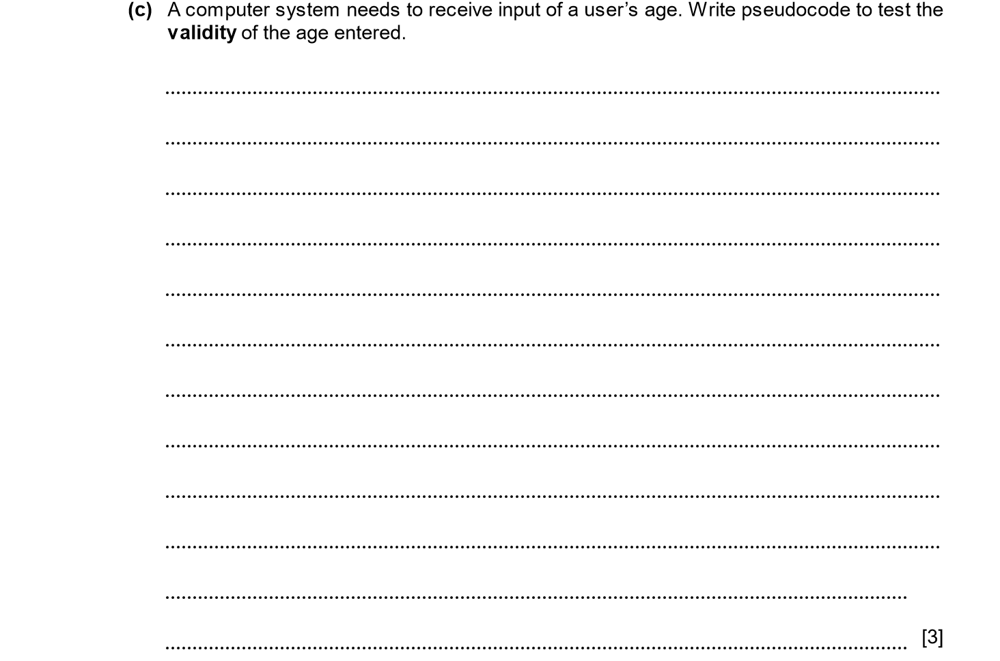 (c) A computer system needs to receive input of a user's age. Write pseudocode to test the
validity of the age entered.
[3]